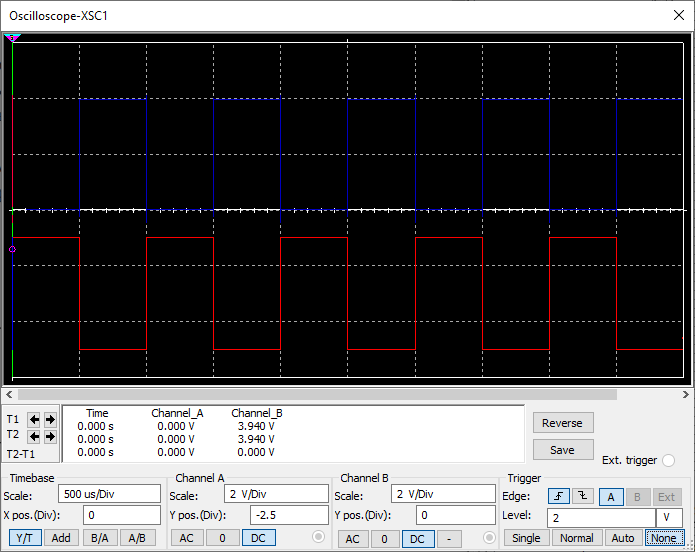 Oscilloscope-XSC1
T1
T2
T2-T1
Time Channel_A Channel_B
0.000 s 0.000 V 3.940 V
0.000 s 0.000 V 3.940 V
0.000 s 0.000 V 0.000 V
Reverse
Save
Ext. trigger
Timebase
Scale: 500 us/Div
X pos.(Div): 0
Y/T Add B/A A/B
Channel A
Scale: 2 V/Div
Y pos.(Div): -2.5
AC 0 DC
Channel B
Scale: 2 V/Div
Y pos.(Div): 0
AC 0 DC -
Trigger
Edge: A B Ext
Level: 2 V
Single Normal Auto None